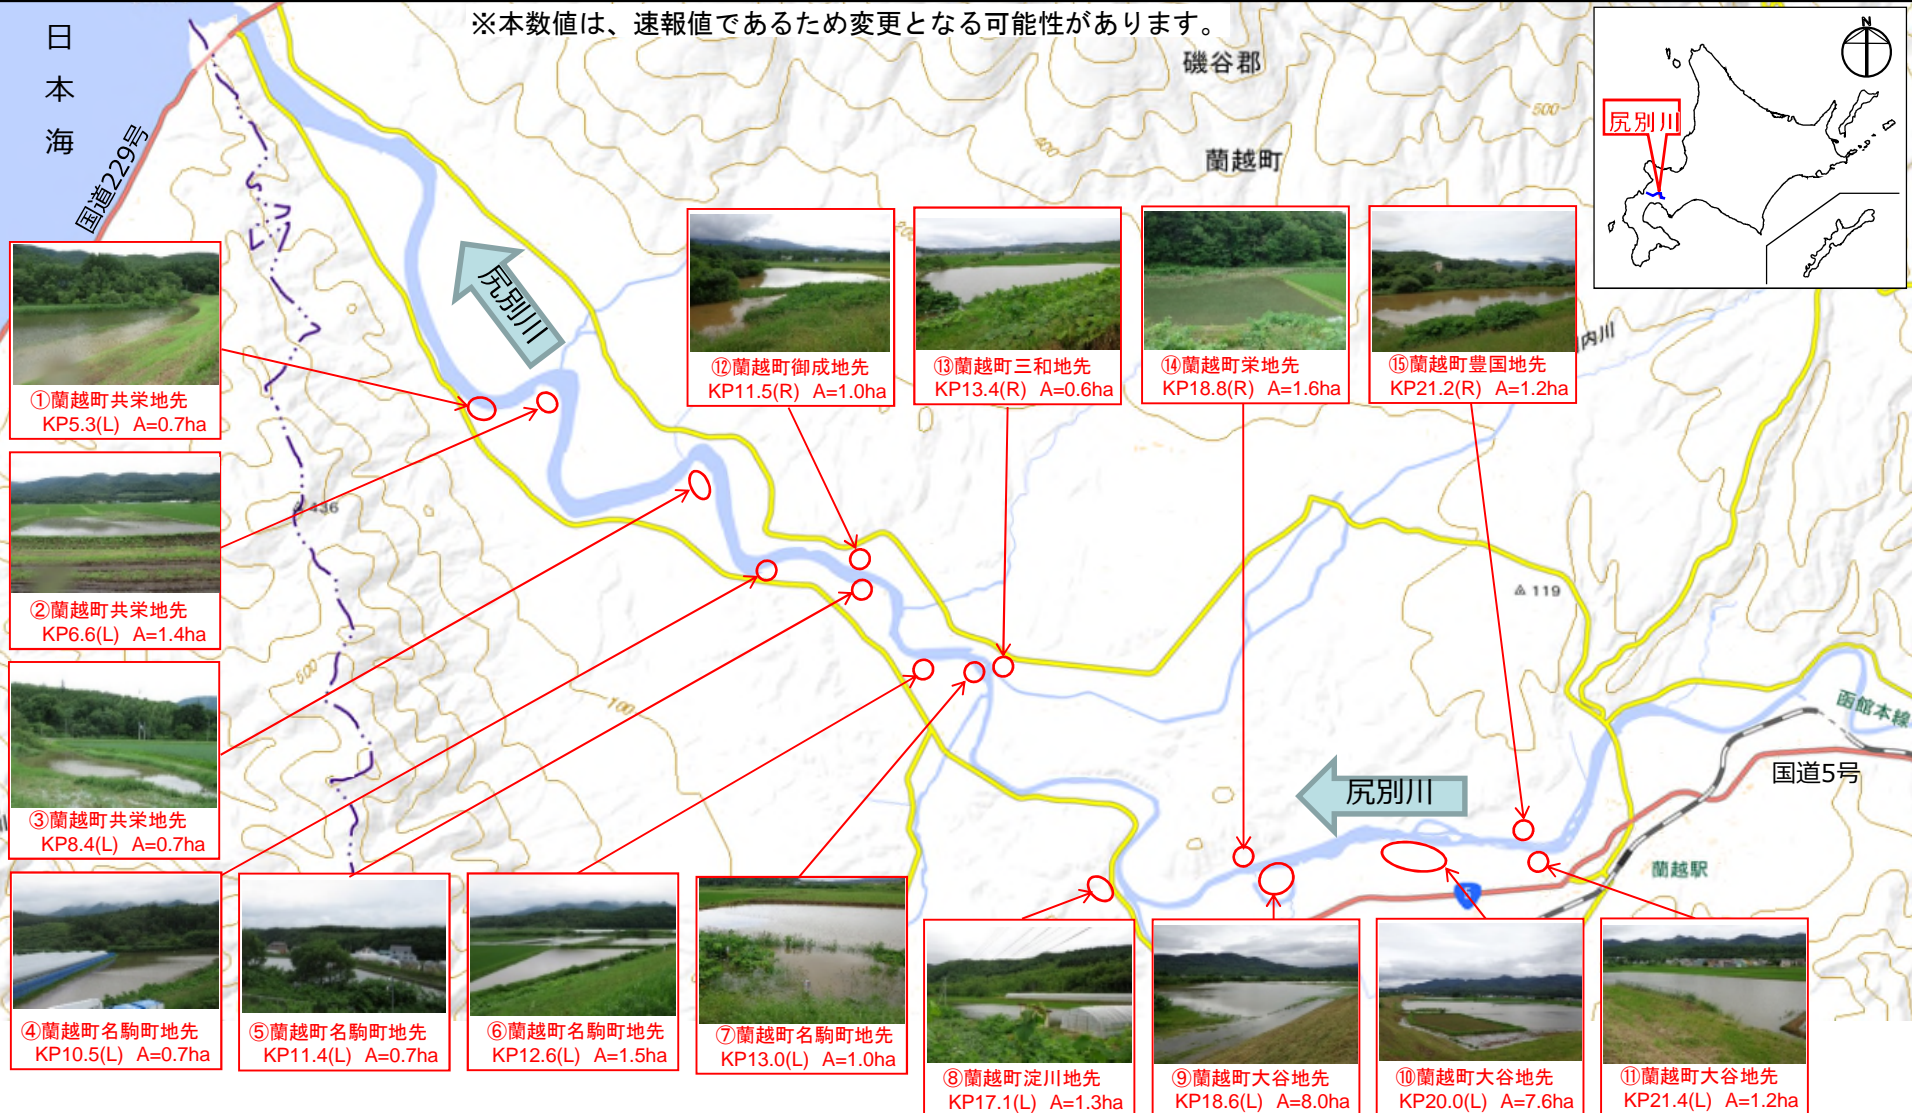 ※本数値は、速報値であるため変更となる可能性があります。
日本海
国道229号
磯谷郡
蘭越町
N
尻別川
500
400
尻別川
①蘭越町共栄地先
KP5.3(L) A=0.7ha
⑫蘭越町御成地先
KP11.5(R) A=1.0ha
⑬蘭越町三和地先
KP13.4(R) A=0.6ha
⑭蘭越町栄地先
KP18.8(R) A=1.6ha
⑮蘭越町豊国地先
KP21.2(R) A=1.2ha
内川
436
②蘭越町共栄地先
KP6.6(L) A=1.4ha
119
500
100
③蘭越町共栄地先
KP8.4(L) A=0.7ha
函館本線
国道5号
尻別川
蘭越駅
④蘭越町名駒町地先
KP10.5(L) A=0.7ha
⑤蘭越町名駒町地先
KP11.4(L) A=0.7ha
⑥蘭越町名駒町地先
KP12.6(L) A=1.5ha
⑦蘭越町名駒町地先
KP13.0(L) A=1.0ha
⑧蘭越町淀川地先
KP17.1(L) A=1.3ha
⑨蘭越町大谷地先
KP18.6(L) A=8.0ha
⑩蘭越町大谷地先
KP20.0(L) A=7.6ha
⑪蘭越町大谷地先
KP21.4(L) A=1.2ha